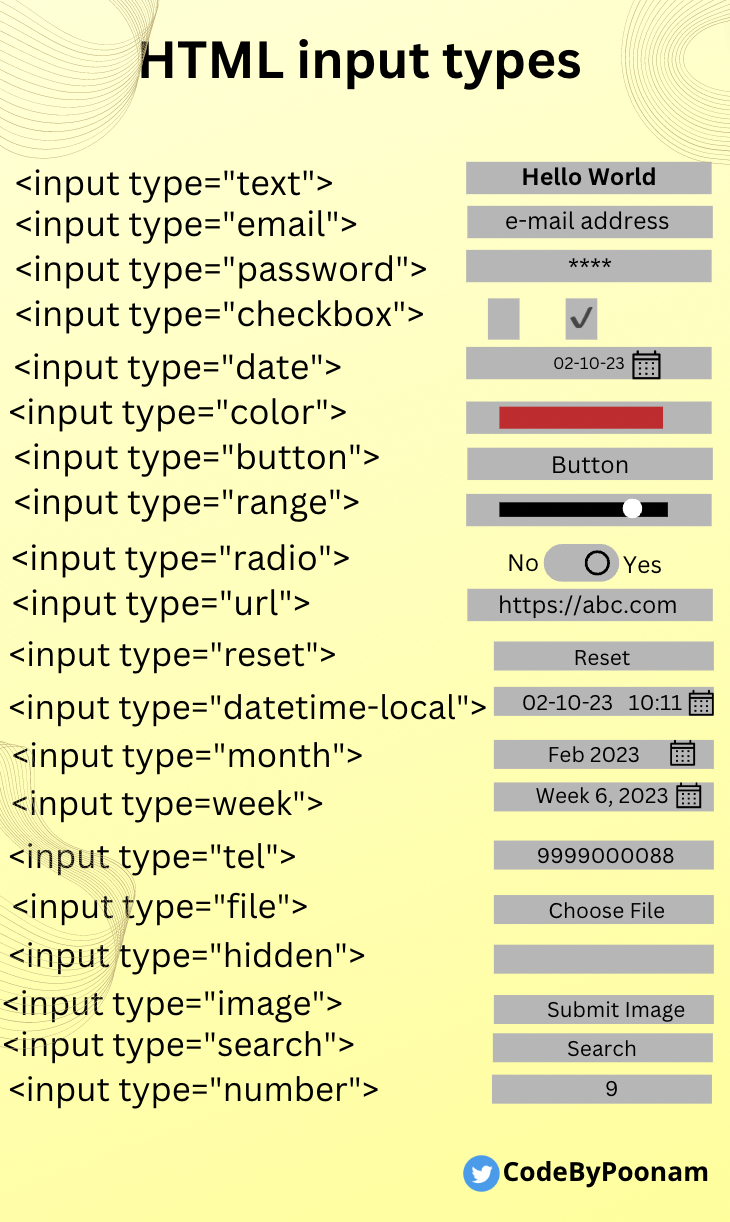 HTML input types
<input type="text"> Hello World
<input type="email"> e-mail address
<input type="password"> ****
<input type="checkbox"> ✓
<input type="date"> 02-10-23
<input type="color">
<input type="button"> Button
<input type="range">
<input type="radio"> No Yes
<input type="url"> https://abc.com
<input type="reset"> Reset
<input type="datetime-local"> 02-10-23 10:11
<input type="month"> Feb 2023
<input type=week"> Week 6, 2023
<input type="tel"> 9999000088
<input type="file"> Choose File
<input type="hidden">
<input type="image"> Submit Image
<input type="search"> Search
<input type="number"> 9
CodeByPoonam